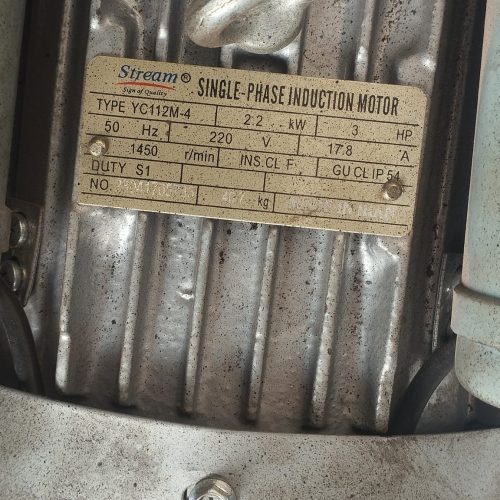 Stream ®
Sign of Quality
SINGLE-PHASE INDUCTION MOTOR
TYPE YC112M-4 2.2 kW 3 HP
50 Hz 220 V 17.8 A
1450 r/min INS.CL F GU CL IP 54
DUTY S1
NO. kg